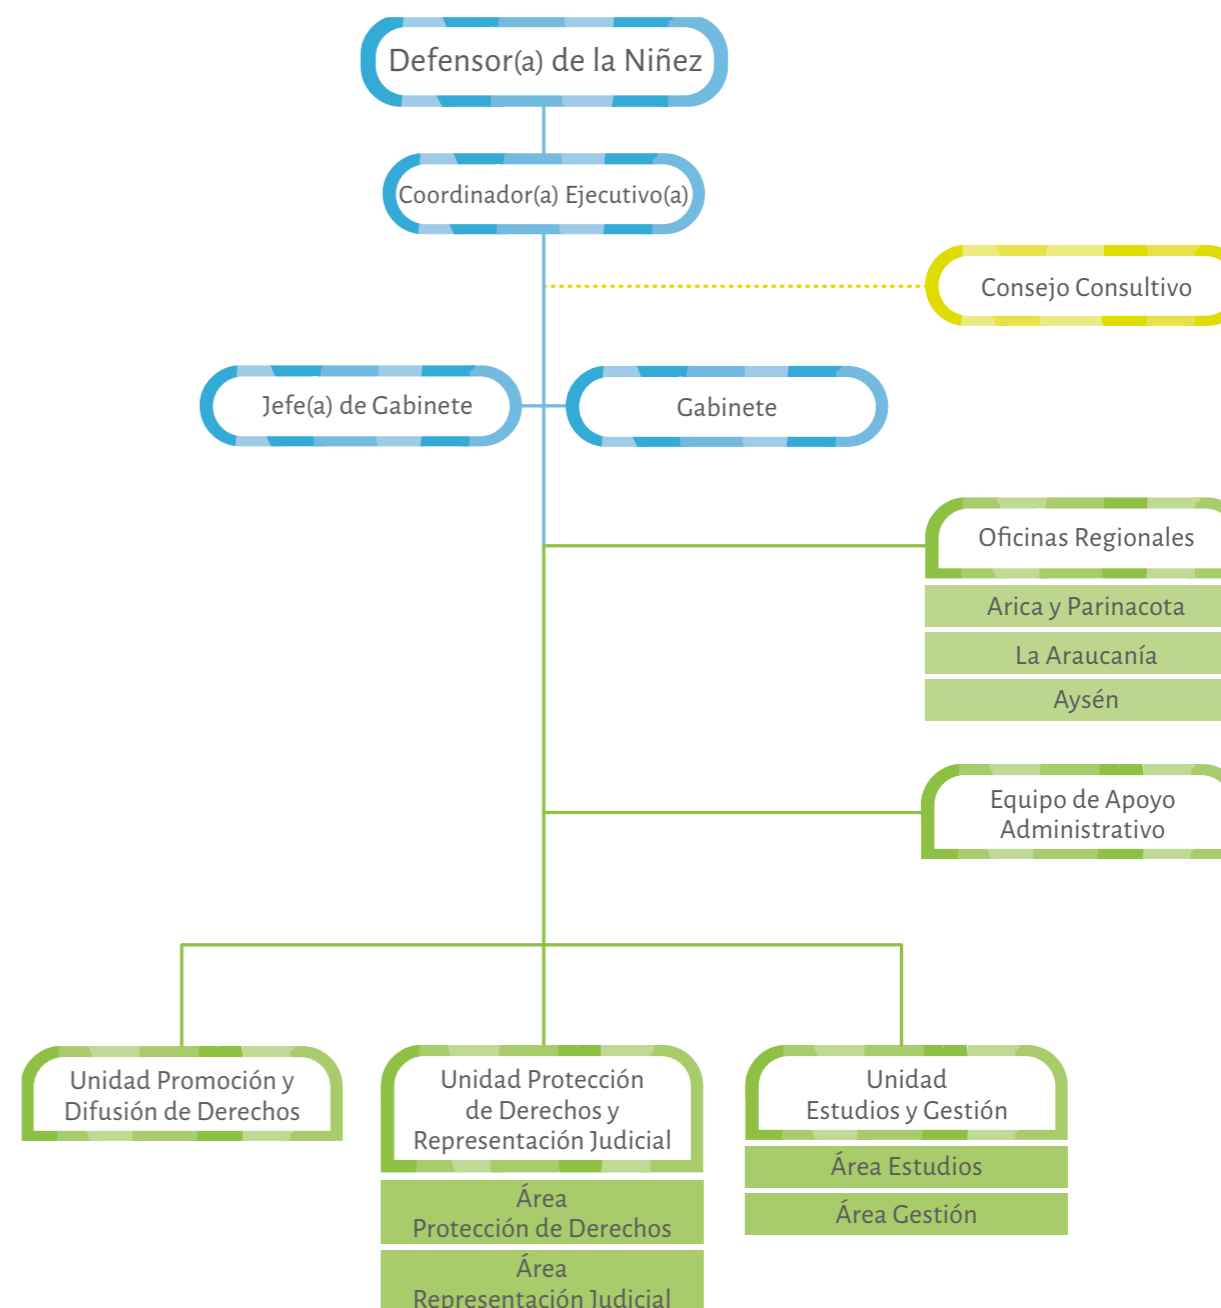 Defensor(a) de la Niñez
Coordinador(a) Ejecutivo(a)
Consejo Consultivo
Jefe(a) de Gabinete
Gabinete
Oficinas Regionales
Arica y Parinacota
La Araucanía
Aysén
Equipo de Apoyo
Administrativo
Unidad Promoción y
Difusión de Derechos
Unidad Protección
de Derechos y
Representación Judicial
Área
Protección de Derechos
Área
Representación Judicial
Unidad
Estudios y Gestión
Área Estudios
Área Gestión